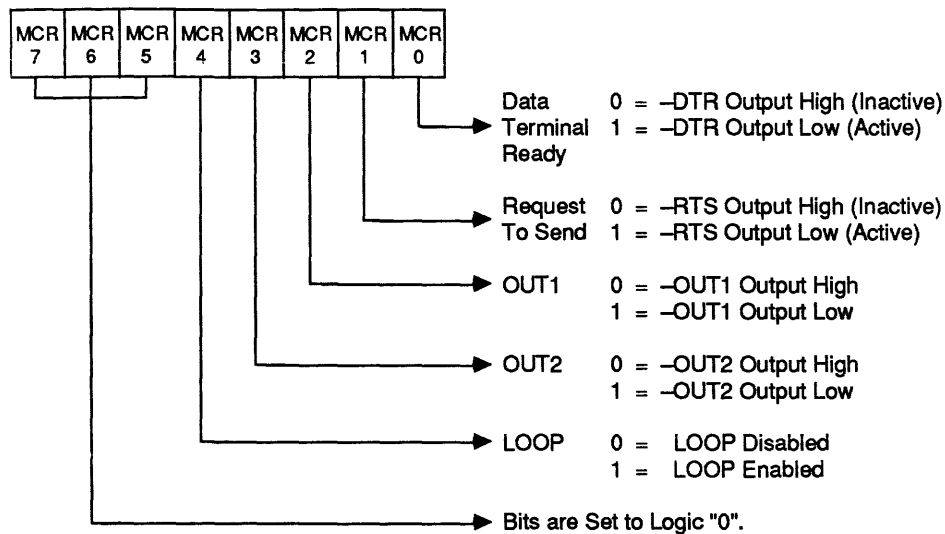 MCR MCR MCR MCR MCR MCR MCR MCR
7 6 5 4 3 2 1 0
Data 0 = –DTR Output High (Inactive)
Terminal 1 = –DTR Output Low (Active)
Ready
Request 0 = –RTS Output High (Inactive)
To Send 1 = –RTS Output Low (Active)
OUT1 0 = –OUT1 Output High
1 = –OUT1 Output Low
OUT2 0 = –OUT2 Output High
1 = –OUT2 Output Low
LOOP 0 = LOOP Disabled
1 = LOOP Enabled
Bits are Set to Logic "0".